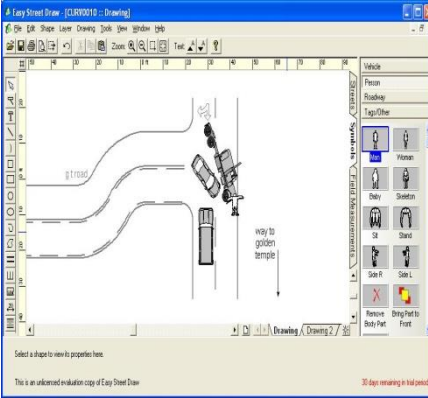 Easy Street Draw - [CURV0010 :: Drawing]
File Edit Shape Layer Drawing Tools View Window Help
Zoom: Text:
Vehicle
Person
Roadway
Tags/Other
Man Woman
Baby Skeleton
Sit Stand
Side R Side L
Remove Body Part Bring Part to Front
Streets
Symbols
Field Measurements
g t road
way to
golden
temple
Drawing Drawing 2
Select a shape to view its properties here.
This is an unlicensed evaluation copy of Easy Street Draw
30 days remaining in trial period